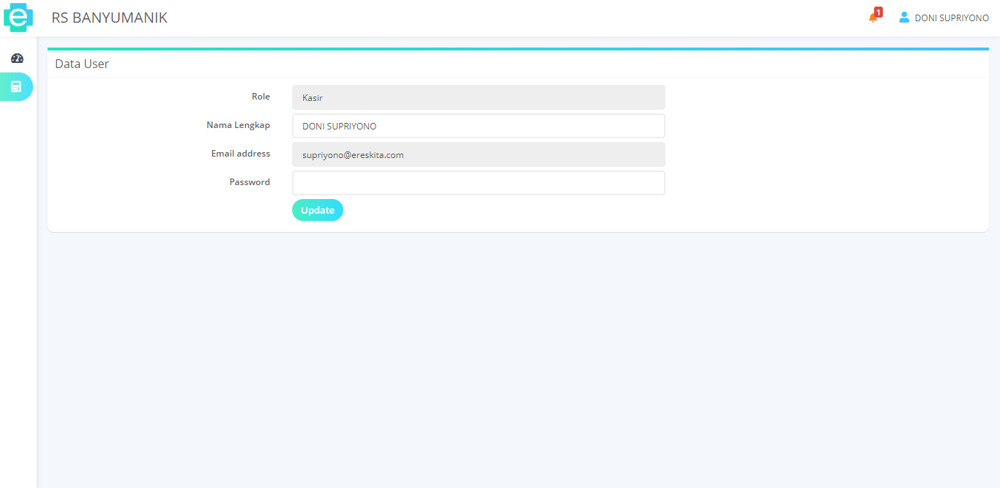 e
RS BANYUMANIK
1
DONI SUPRIYONO
Data User
Role
Kasir
Nama Lengkap
DONI SUPRIYONO
Email address
supriyono@ereskita.com
Password
Update